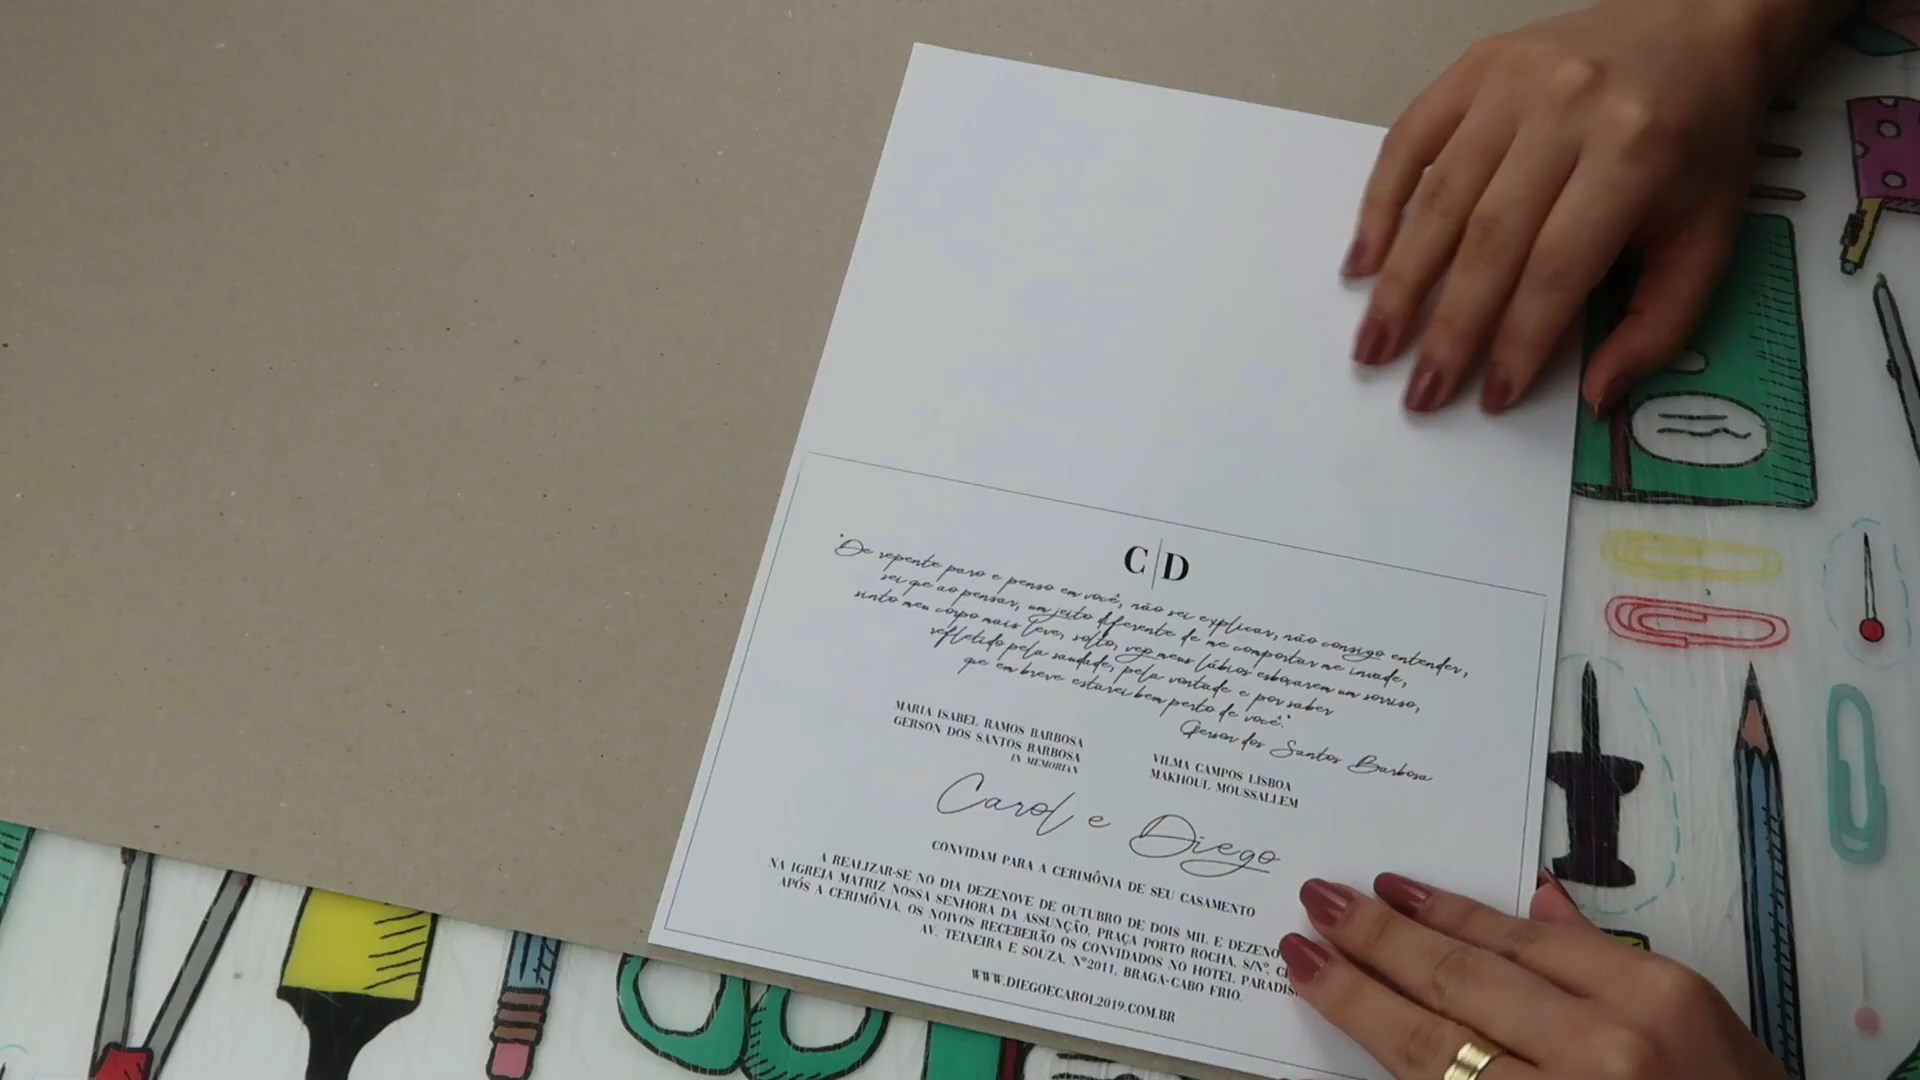 C|D
"De repente paro e penso em você, não sei explicar, não consigo entender,
sei que ao pensar, um jeito diferente de me comportar me invade,
sinto meu corpo mais leve, solto, vejo meus lábios esboçarem um sorriso,
refletido pela saudade, pela vontade e por saber
que em breve estarei bem perto de você."
Gerson dos Santos Barbosa
MARIA ISABEL RAMOS BARBOSA
GERSON DOS SANTOS BARBOSA
IN MEMORIAN
VILMA CAMPOS LISBOA
MAKHOUL MOUSSALLEM
Carol e Diego
CONVIDAM PARA A CERIMÔNIA DE SEU CASAMENTO
A REALIZAR-SE NO DIA DEZENOVE DE OUTUBRO DE DOIS MIL E
NA IGREJA MATRIZ NOSSA SENHORA DA ASSUNÇÃO, PRAÇA PORTO ROCHA, S/Nº,
APÓS A CERIMÔNIA, OS NOIVOS RECEBERÃO OS CONVIDADOS NO HOTEL
AV. TEIXEIRA E SOUZA, Nº2011, BRAGA-CABO FRIO.
WWW.DIEGOECAROL2019.COM.BR